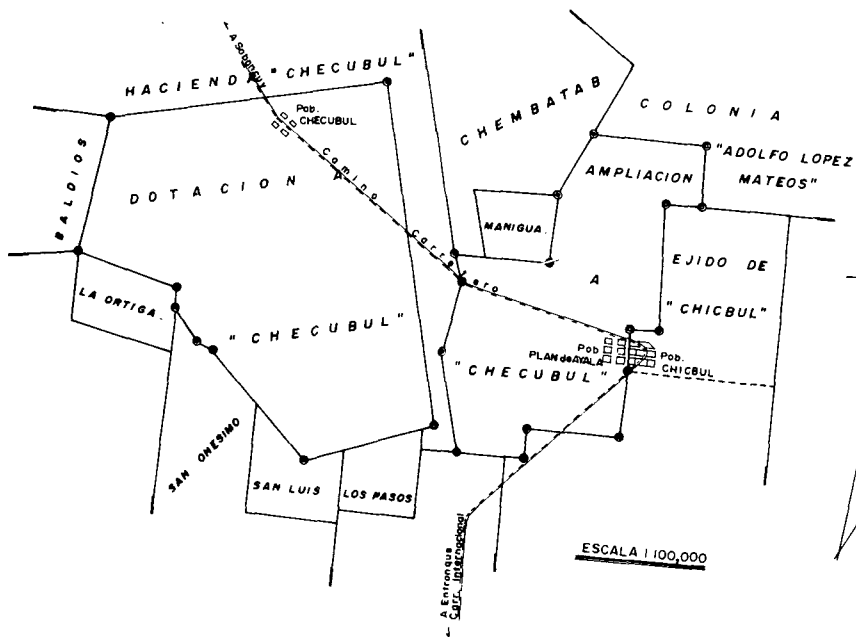 A Sabancuy
HACIENDA "CHECUBUL"
Pob.
CHECUBUL
BALDIOS
DOTACION A
Camino carretero
LA ORTIGA.
"CHECUBUL"
SAN ONESIMO
SAN LUIS
LOS PASOS
CHEMBATAB
COLONIA
"ADOLFO LOPEZ
MATEOS"
AMPLIACION
MANIGUA.
A
EJIDO DE
"CHICBUL"
Pob.
PLAN de AYALA
Pob.
CHICBUL
"CHECUBUL"
A Entronque
Carr. Internacional
ESCALA 1:100,000